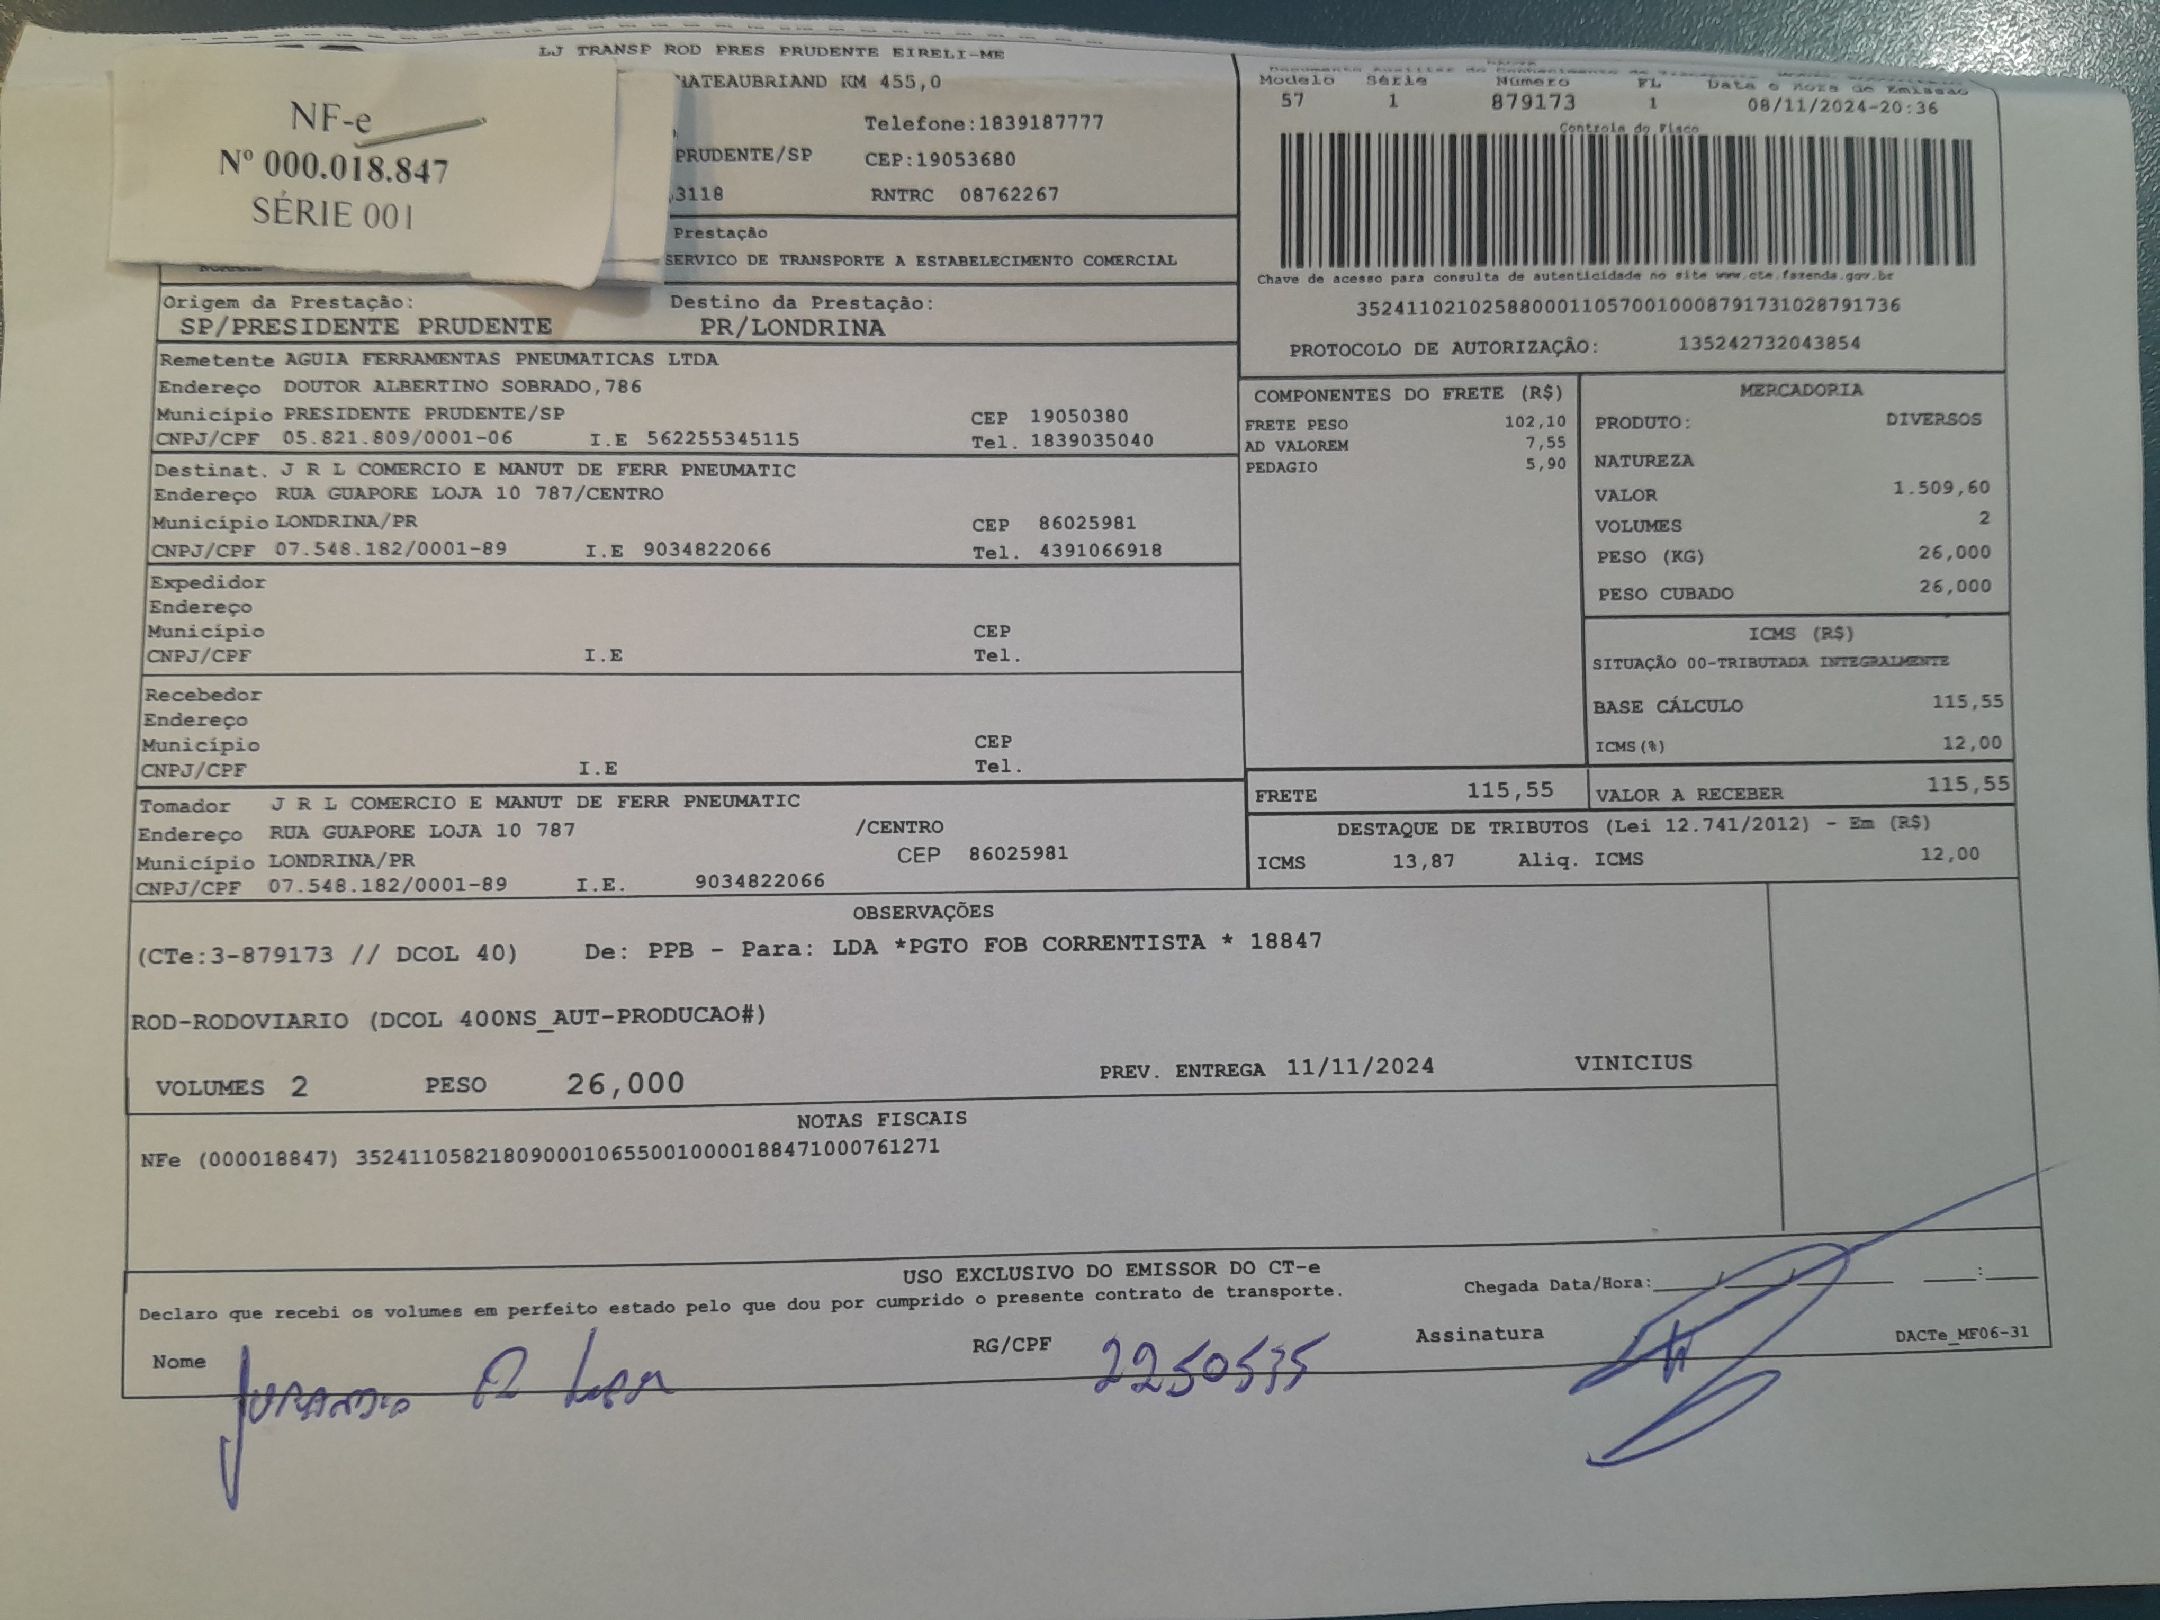 LJ TRANSP ROD PRES PRUDENTE EIRELI-ME
HATEAUBRIAND KM 455,0
Telefone:1839187777
PRUDENTE/SP CEP:19053680
3118 RNTRC 08762267
NF-e
Nº 000.018.847
SÉRIE 001
Prestação
SERVICO DE TRANSPORTE A ESTABELECIMENTO COMERCIAL
Origem da Prestação: Destino da Prestação:
SP/PRESIDENTE PRUDENTE PR/LONDRINA
Modelo Série Número FL Data e Hora de Emissão
57 1 879173 1 08/11/2024-20:36
Controle do Fisco
Chave de acesso para consulta de autenticidade no site www.cte.fazenda.gov.br
35241102102588000110570010008791731028791736
PROTOCOLO DE AUTORIZAÇÃO: 135242732043854
Remetente AGUIA FERRAMENTAS PNEUMATICAS LTDA
Endereço DOUTOR ALBERTINO SOBRADO,786
Município PRESIDENTE PRUDENTE/SP CEP 19050380
CNPJ/CPF 05.821.809/0001-06 I.E 562255345115 Tel. 1839035040
Destinat. J R L COMERCIO E MANUT DE FERR PNEUMATIC
Endereço RUA GUAPORE LOJA 10 787/CENTRO
Município LONDRINA/PR CEP 86025981
CNPJ/CPF 07.548.182/0001-89 I.E 9034822066 Tel. 4391066918
Expedidor
Endereço
Município CEP
CNPJ/CPF I.E Tel.
Recebedor
Endereço
Município CEP
CNPJ/CPF I.E Tel.
Tomador J R L COMERCIO E MANUT DE FERR PNEUMATIC
Endereço RUA GUAPORE LOJA 10 787 /CENTRO
Município LONDRINA/PR CEP 86025981
CNPJ/CPF 07.548.182/0001-89 I.E. 9034822066
COMPONENTES DO FRETE (R$)
FRETE PESO 102,10
AD VALOREM 7,55
PEDAGIO 5,90
MERCADORIA
PRODUTO: DIVERSOS
NATUREZA
VALOR 1.509,60
VOLUMES 2
PESO (KG) 26,000
PESO CUBADO 26,000
ICMS (R$)
SITUAÇÃO 00-TRIBUTADA INTEGRALMENTE
BASE CÁLCULO 115,55
ICMS(%) 12,00
FRETE 115,55 VALOR A RECEBER 115,55
DESTAQUE DE TRIBUTOS (Lei 12.741/2012) - Em (R$)
ICMS 13,87 Aliq. ICMS 12,00
OBSERVAÇÕES
(CTe:3-879173 // DCOL 40) De: PPB - Para: LDA *PGTO FOB CORRENTISTA * 18847
ROD-RODOVIARIO (DCOL 400NS_AUT-PRODUCAO#)
VOLUMES 2 PESO 26,000 PREV. ENTREGA 11/11/2024 VINICIUS
NOTAS FISCAIS
NFe (000018847) 35241105821809000106550010000188471000761271
USO EXCLUSIVO DO EMISSOR DO CT-e
Declaro que recebi os volumes em perfeito estado pelo que dou por cumprido o presente contrato de transporte. Chegada Data/Hora:____/____/____ ____:____
Nome RG/CPF Assinatura DACTe_MF06-31